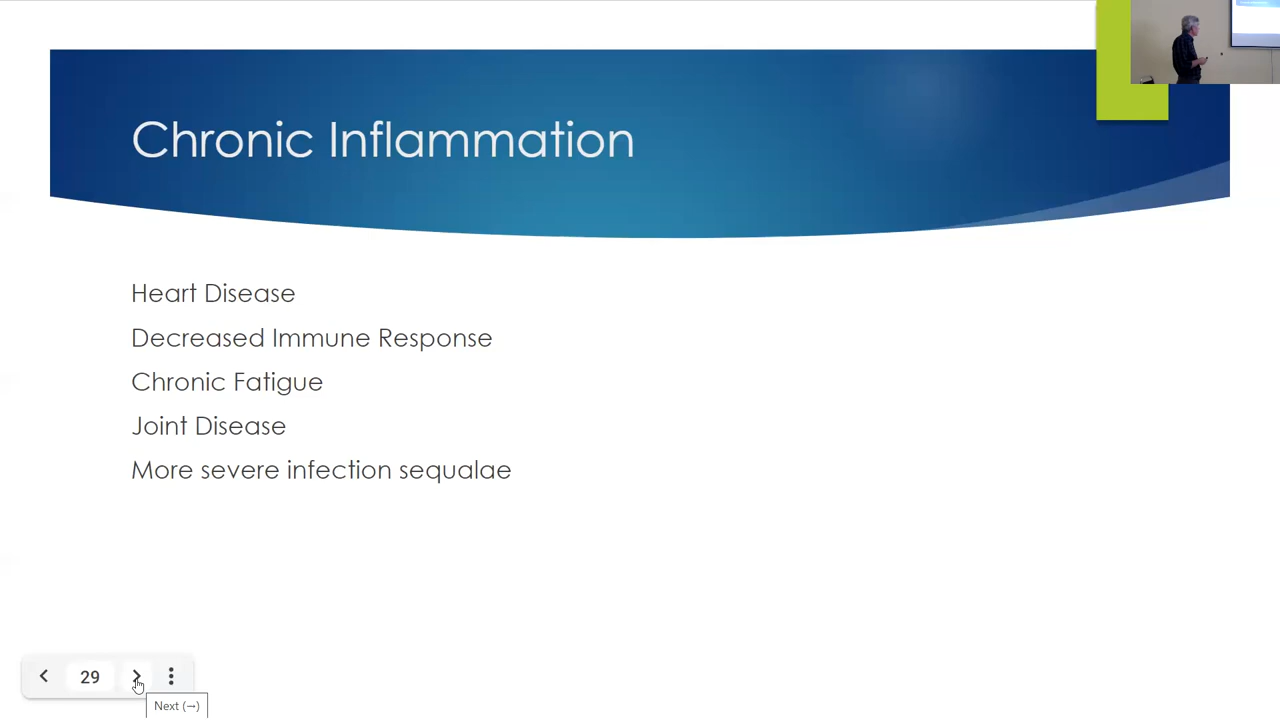 Chronic Inflammation
Heart Disease
Decreased Immune Response
Chronic Fatigue
Joint Disease
More severe infection sequalae
29
Next (→)